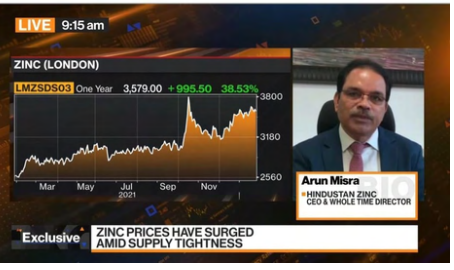 LIVE 9:15 am
ZINC (LONDON)
LMZSDS03 One Year 3,579.00 +995.50 38.53%
3800
3180
2560
Mar May Jul Sep Nov
2021
Arun Misra
HINDUSTAN ZINC
CEO & WHOLE TIME DIRECTOR
Exclusive
ZINC PRICES HAVE SURGED
AMID SUPPLY TIGHTNESS